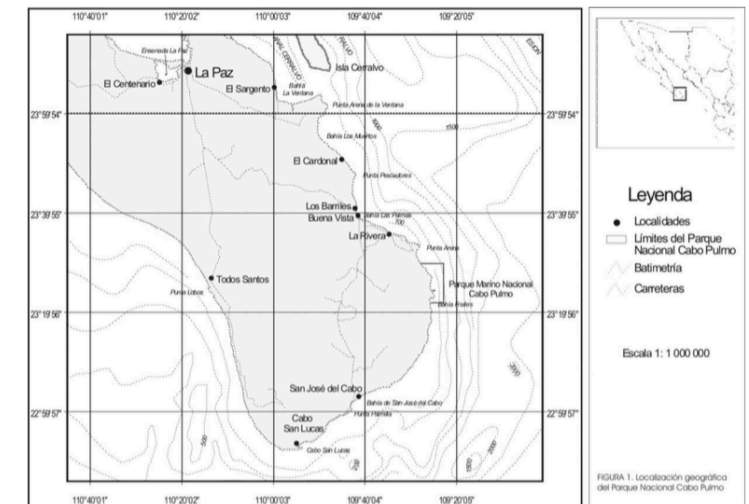 110°40'01" 110°20'02" 110°00'03" 109°40'04" 109°20'05"
Ensenada La Paz
La Paz
El Centenario
El Sargento
Bahía
La Ventana
Isla Cerralvo
Punta Arena de la Ventana
23°59'54" 23°59'54"
1000
1500
Bahía Los Muertos
El Cardonal
Punta Pescadores
Los Barriles
23°39'55" 23°39'55"
Buena Vista
Bahía Las Palmas
700
La Rivera
Punta Arena
Todos Santos
Punta Lobos
Parque Marino Nacional
Cabo Pulmo
Bahía Frailes
23°19'56" 23°19'56"
2000
San José del Cabo
Bahía de San José del Cabo
Punta Palmilla
22°59'57" 22°59'57"
Cabo
San Lucas
Cabo San Lucas
500
1500
2000
110°40'01" 110°20'02" 110°00'03" 109°40'04" 109°20'05"
Leyenda
Localidades
Límites del Parque
Nacional Cabo Pulmo
Batimetría
Carreteras
Escala 1: 1 000 000
FIGURA 1. Localización geográfica
del Parque Nacional Cabo Pulmo